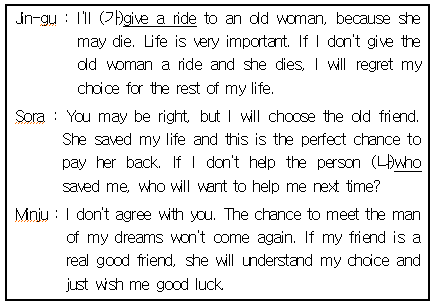 Jin-gu : I'll (가)give a ride to an old woman, because she
may die. Life is very important. If I don't give the
old woman a ride and she dies, I will regret my
choice for the rest of my life.
Sora : You may be right, but I will choose the old friend.
She saved my life and this is the perfect chance to
pay her back. If I don't help the person (나)who
saved me, who will want to help me next time?
Minju : I don't agree with you. The chance to meet the man
of my dreams won't come again. If my friend is a
real good friend, she will understand my choice and
just wish me good luck.